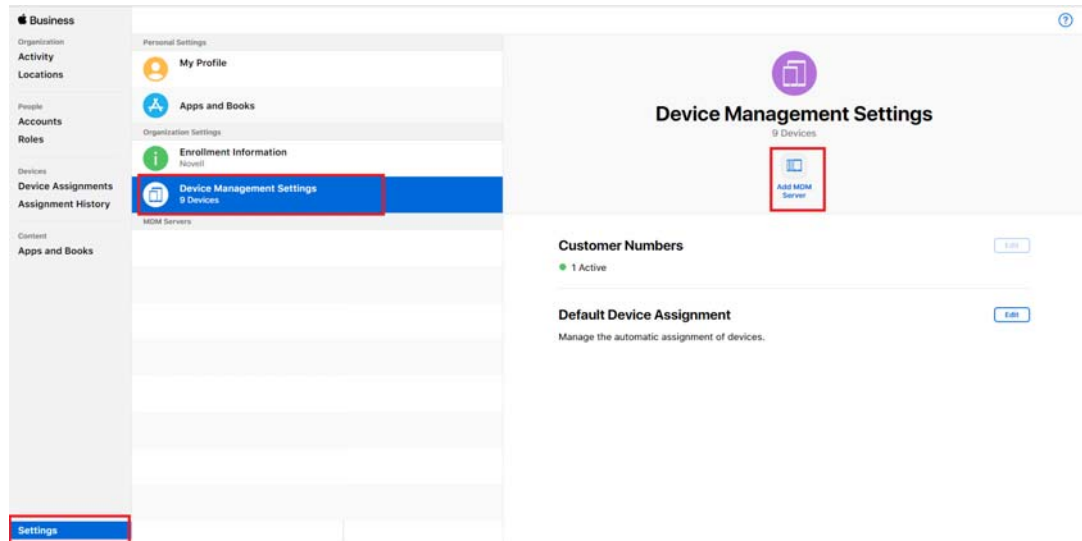 Business
Organization
Activity
Locations
People
Accounts
Roles
Devices
Device Assignments
Assignment History
Content
Apps and Books
Settings
Personal Settings
My Profile
Apps and Books
Organization Settings
Enrollment Information
Novell
Device Management Settings
9 Devices
MDM Servers
?
Device Management Settings
9 Devices
Add MDM
Server
Customer Numbers
Edit
1 Active
Default Device Assignment
Edit
Manage the automatic assignment of devices.